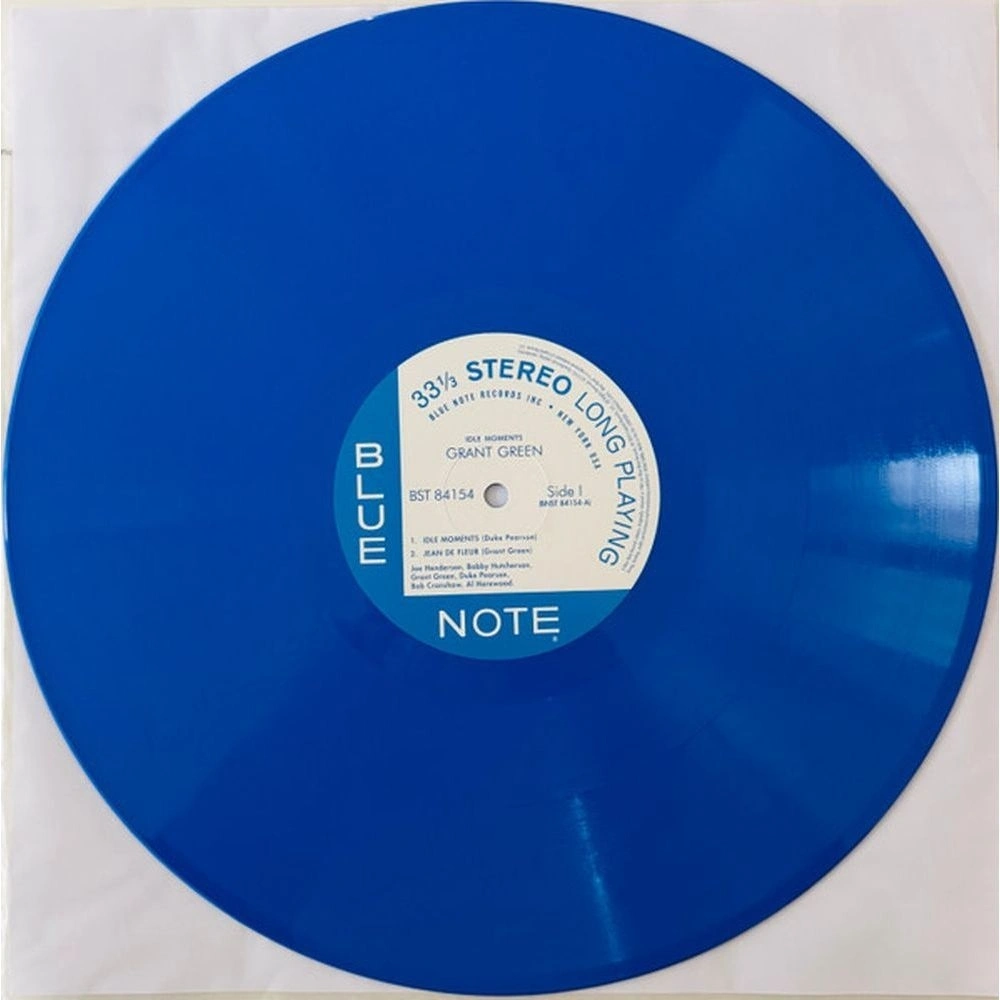 33⅓ STEREO LONG PLAYING
BLUE NOTE RECORDS INC • NEW YORK USA
IDLE MOMENTS
GRANT GREEN
BST 84154
Side 1
BNST 84154-A
1. IDLE MOMENTS (Duke Pearson)
2. JEAN DE FLEUR (Grant Green)
Joe Henderson, Bobby Hutcherson,
Grant Green, Duke Pearson,
Bob Cranshaw, Al Harewood.
BLUE
NOTE